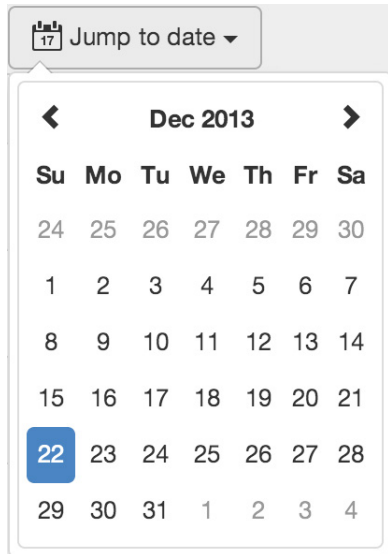 17 Jump to date
Dec 2013
Su Mo Tu We Th Fr Sa
24 25 26 27 28 29 30
1 2 3 4 5 6 7
8 9 10 11 12 13 14
15 16 17 18 19 20 21
22 23 24 25 26 27 28
29 30 31 1 2 3 4